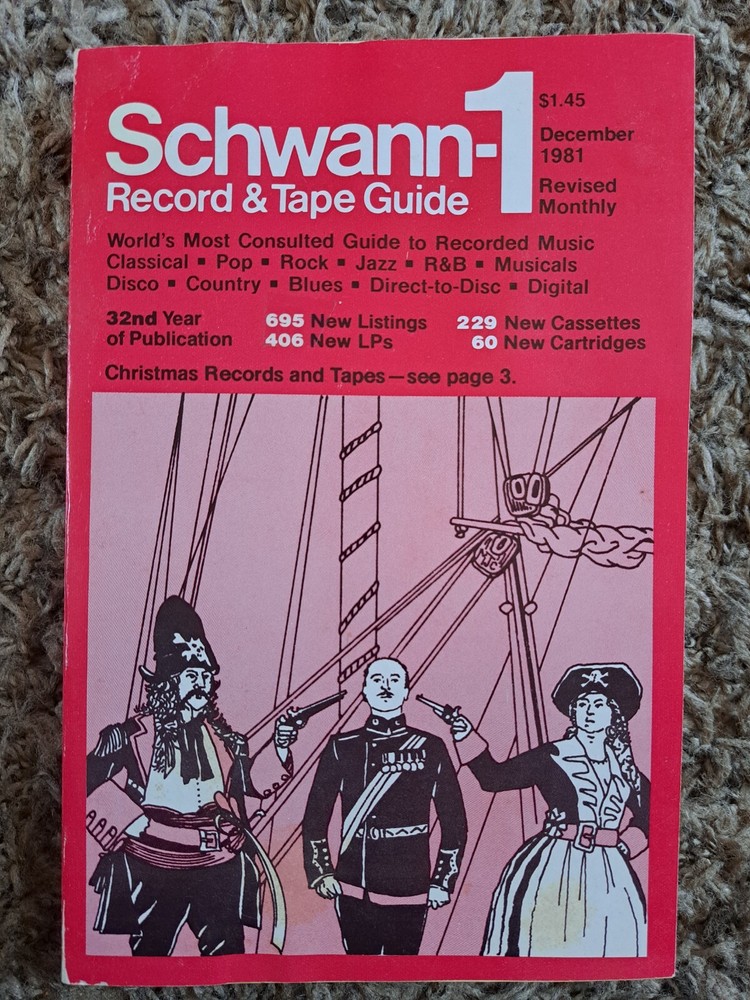 Schwann-1
Record & Tape Guide
$1.45
December
1981
Revised
Monthly
World's Most Consulted Guide to Recorded Music
Classical ▪ Pop ▪ Rock ▪ Jazz ▪ R&B ▪ Musicals
Disco ▪ Country ▪ Blues ▪ Direct-to-Disc ▪ Digital
32nd Year
of Publication
695 New Listings
406 New LPs
229 New Cassettes
60 New Cartridges
Christmas Records and Tapes—see page 3.